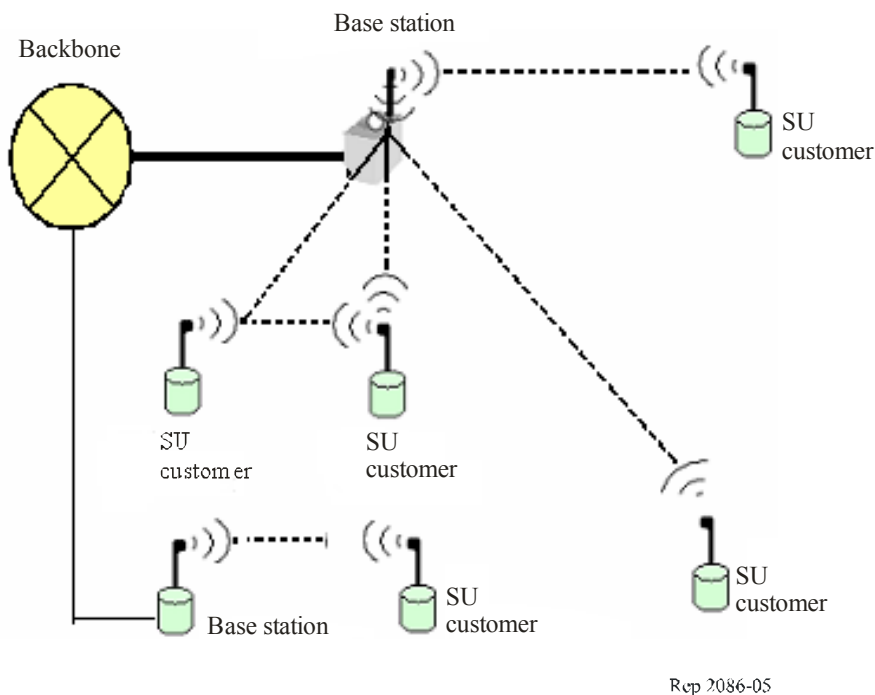 Base station
Backbone
SU
customer
SU
customer
SU
customer
SU
customer
Base station
SU
customer
Rep 2086-05